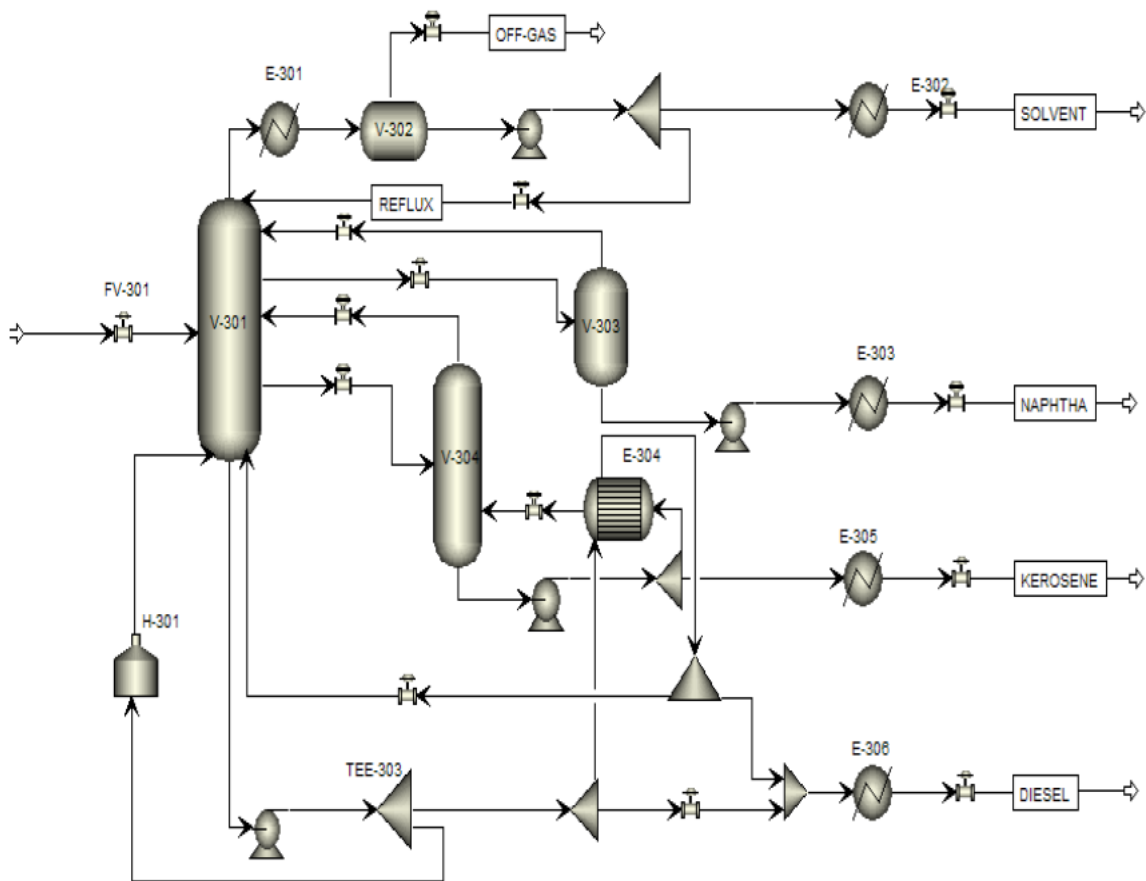 OFF-GAS
E-301
E-302
V-302
SOLVENT
REFLUX
FV-301
V-301
V-303
E-303
NAPHTHA
V-304
E-304
E-305
KEROSENE
H-301
TEE-303
E-306
DIESEL